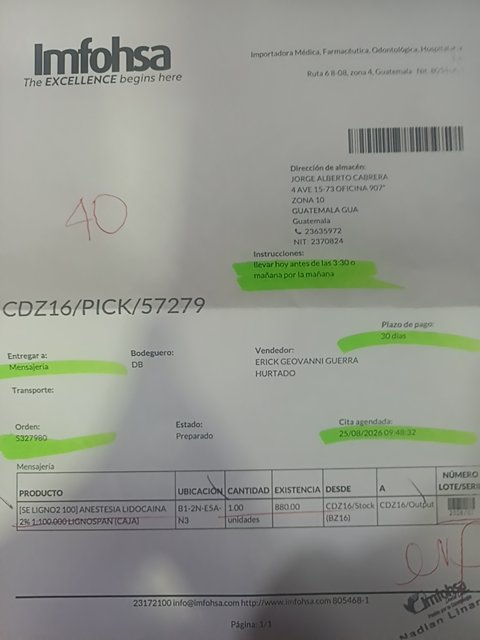 Imfohsa
The EXCELLENCE begins here
Importadora Médica, Farmacéutica, Odontológica,
Ruta 6 8-08, zona 4, Guatemala Nit
40
Dirección de almacén:
JORGE ALBERTO CABRERA
4 AVE 15-73 OFICINA 907"
ZONA 10
GUATEMALA GUA
Guatemala
23635972
NIT 2370824
Instrucciones:
llevar hoy antes de las 3:30 o
mañana por la mañana
CDZ16/PICK/57279
Plazo de pago:
30 días
Entregar a:
Mensajería
Bodeguero:
DB
Vendedor:
ERICK GEOVANNI GUERRA
HURTADO
Transporte:
Orden:
S327980
Estado:
Preparado
Cita agendada:
25/08/2026 09:48:32
Mensajería
PRODUCTO UBICACIÓN CANTIDAD EXISTENCIA DESDE A NÚMERO LOTE/SERIE
[SE LIGNO2 100] ANESTESIA LIDOCAINA B1-2N-E5A- 1.00 880.00 CDZ16/Stock CDZ16/Output
2% 1:100.000 LIGNOSPAN (CAJA) N3 unidades (BZ16)
imfohsa
23172100 info@imfohsa.com http://www.imfohsa.com 805468-1
Página: 1/1